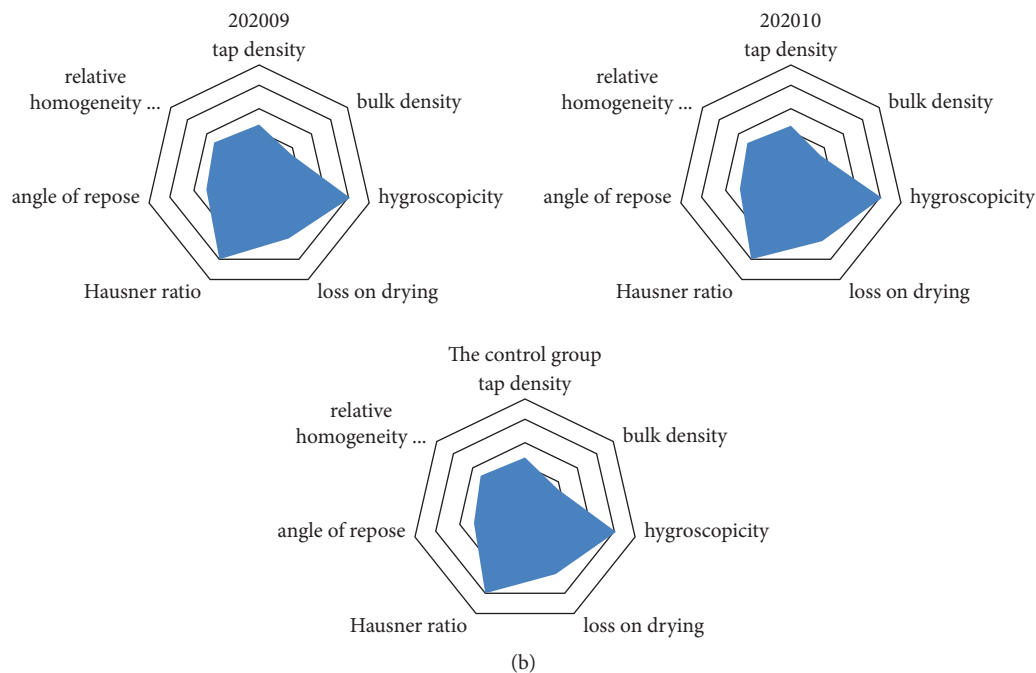 202009
tap density
relative
homogeneity ...
bulk density
angle of repose
hygroscopicity
Hausner ratio
loss on drying
202010
tap density
relative
homogeneity ...
bulk density
angle of repose
hygroscopicity
Hausner ratio
loss on drying
The control group
tap density
relative
homogeneity ...
bulk density
angle of repose
hygroscopicity
Hausner ratio
loss on drying
(b)